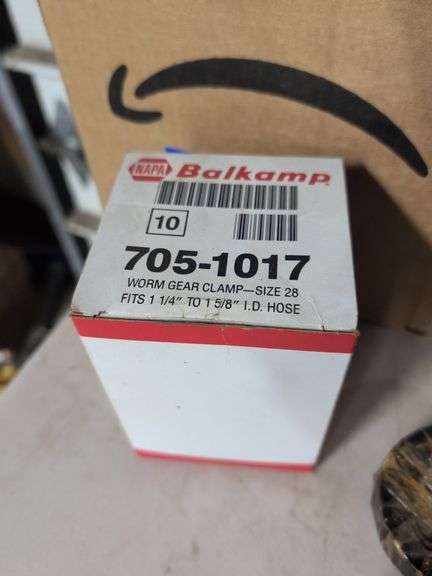 NAPA Balkamp
10
705-1017
WORM GEAR CLAMP—SIZE 28
FITS 1 1/4" TO 1 5/8" I.D. HOSE